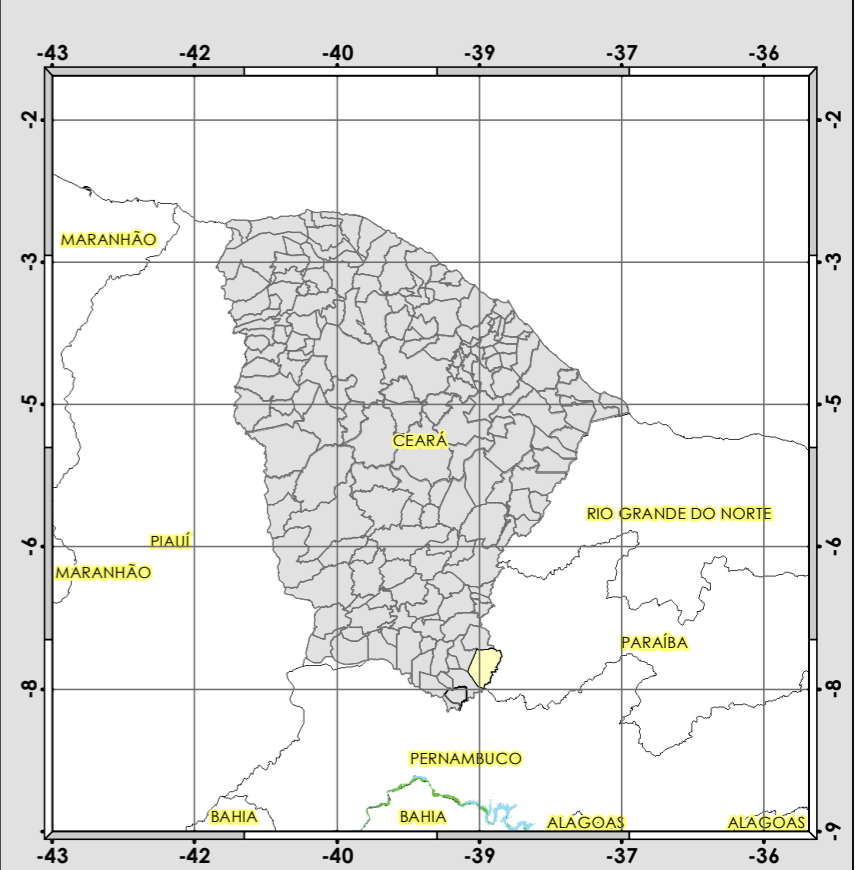 -43 -42 -40 -39 -37 -36
-2 -2
MARANHÃO
-3 -3
-5 -5
CEARÁ
RIO GRANDE DO NORTE
PIAUÍ
-6 -6
MARANHÃO
PARAÍBA
-8 -8
PERNAMBUCO
BAHIA BAHIA ALAGOAS ALAGOAS
-9 -9
-43 -42 -40 -39 -37 -36